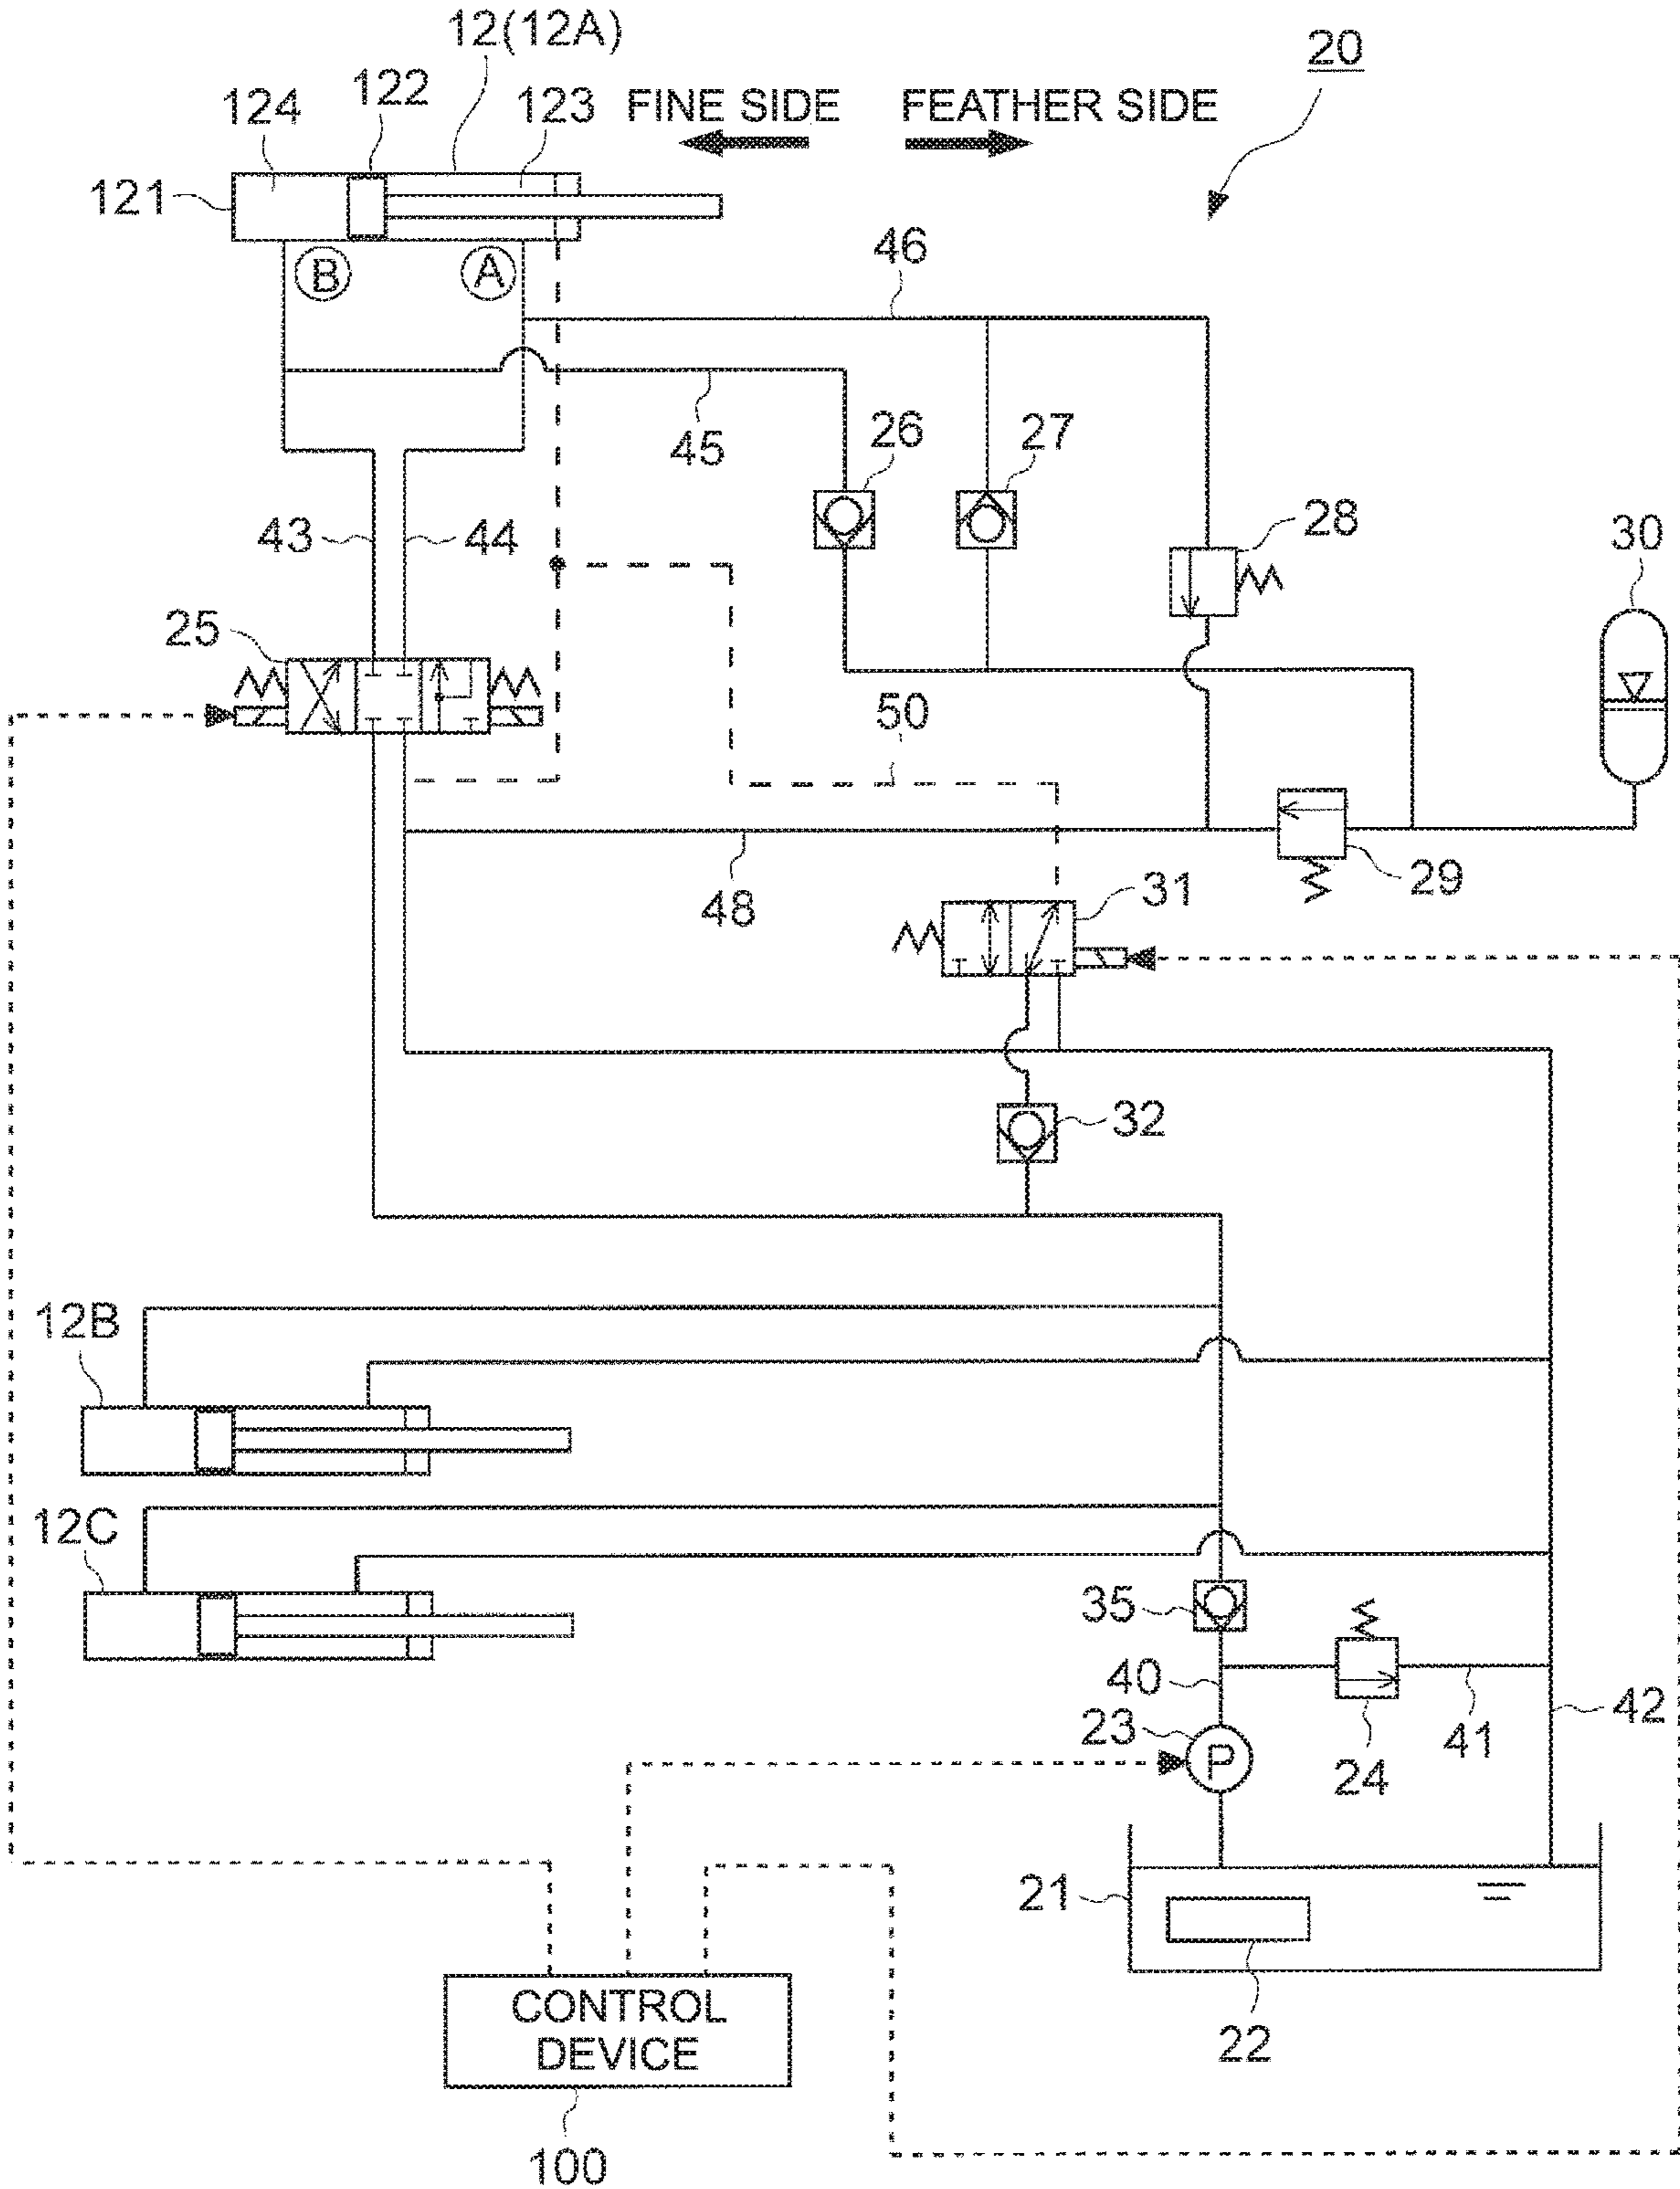 12(12A)
20
122
124
123
FINE SIDE
FEATHER SIDE
121
B
A
46
45
26
27
28
30
43
44
25
50
29
48
31
32
12B
12C
35
40
23
P
41
42
24
21
22
CONTROL
DEVICE
100